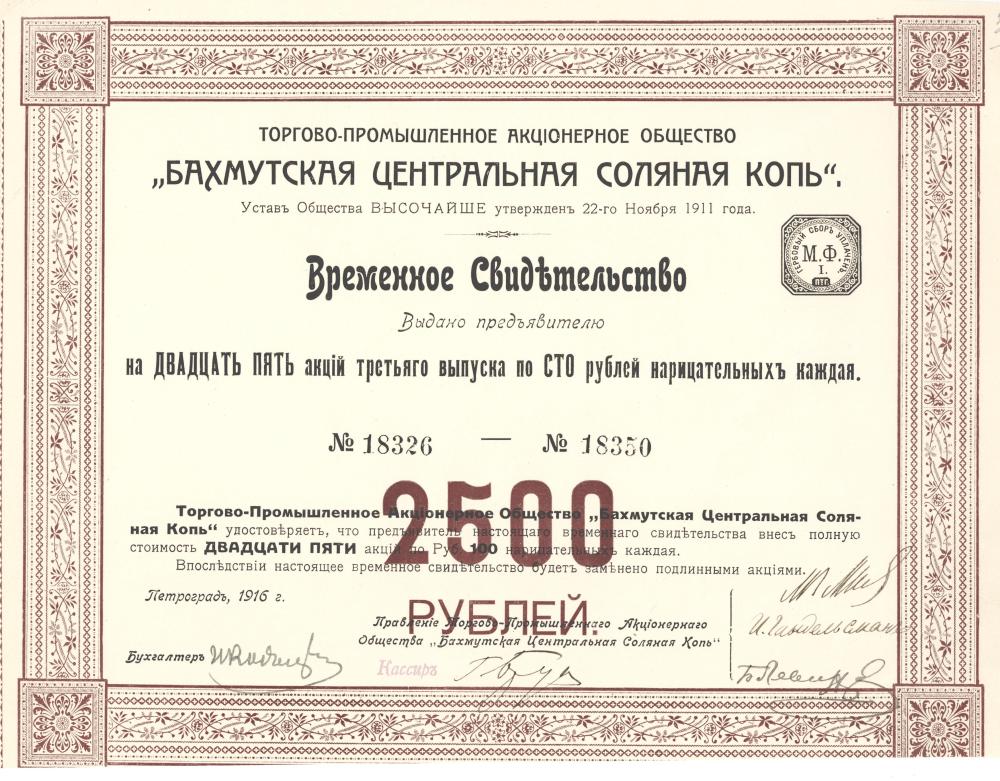 ТОРГОВО-ПРОМЫШЛЕННОЕ АКЦІОНЕРНОЕ ОБЩЕСТВО
„БАХМУТСКАЯ ЦЕНТРАЛЬНАЯ СОЛЯНАЯ КОПЬ“.
Уставъ Общества ВЫСОЧАЙШЕ утвержденъ 22-го Ноября 1911 года.
ГЕРБОВЫЙ СБОРЪ УПЛАЧЕНЪ.
М.Ф.
I.
ПТГ.
Временное Свидѣтельство
Выдано предъявителю
на ДВАДЦАТЬ ПЯТЬ акцій третьяго выпуска по СТО рублей нарицательныхъ каждая.
№ 18326 — № 18350
2500
Торгово-Промышленное Акціонерное Общество „Бахмутская Центральная Соля-
ная Копь“ удостовѣряетъ, что предъявитель настоящаго временнаго свидѣтельства внесъ полную
стоимость ДВАДЦАТИ ПЯТИ акцій по Руб. 100 нарицательныхъ каждая.
Впослѣдствіи настоящее временное свидѣтельство будетъ замѣнено подлинными акціями.
Петроградъ, 1916 г.
РУБЛЕЙ.
Правленіе Торгово-Промышленнаго Акціонернаго
Общества „Бахмутская Центральная Соляная Копь“
Бухгалтеръ
Кассиръ